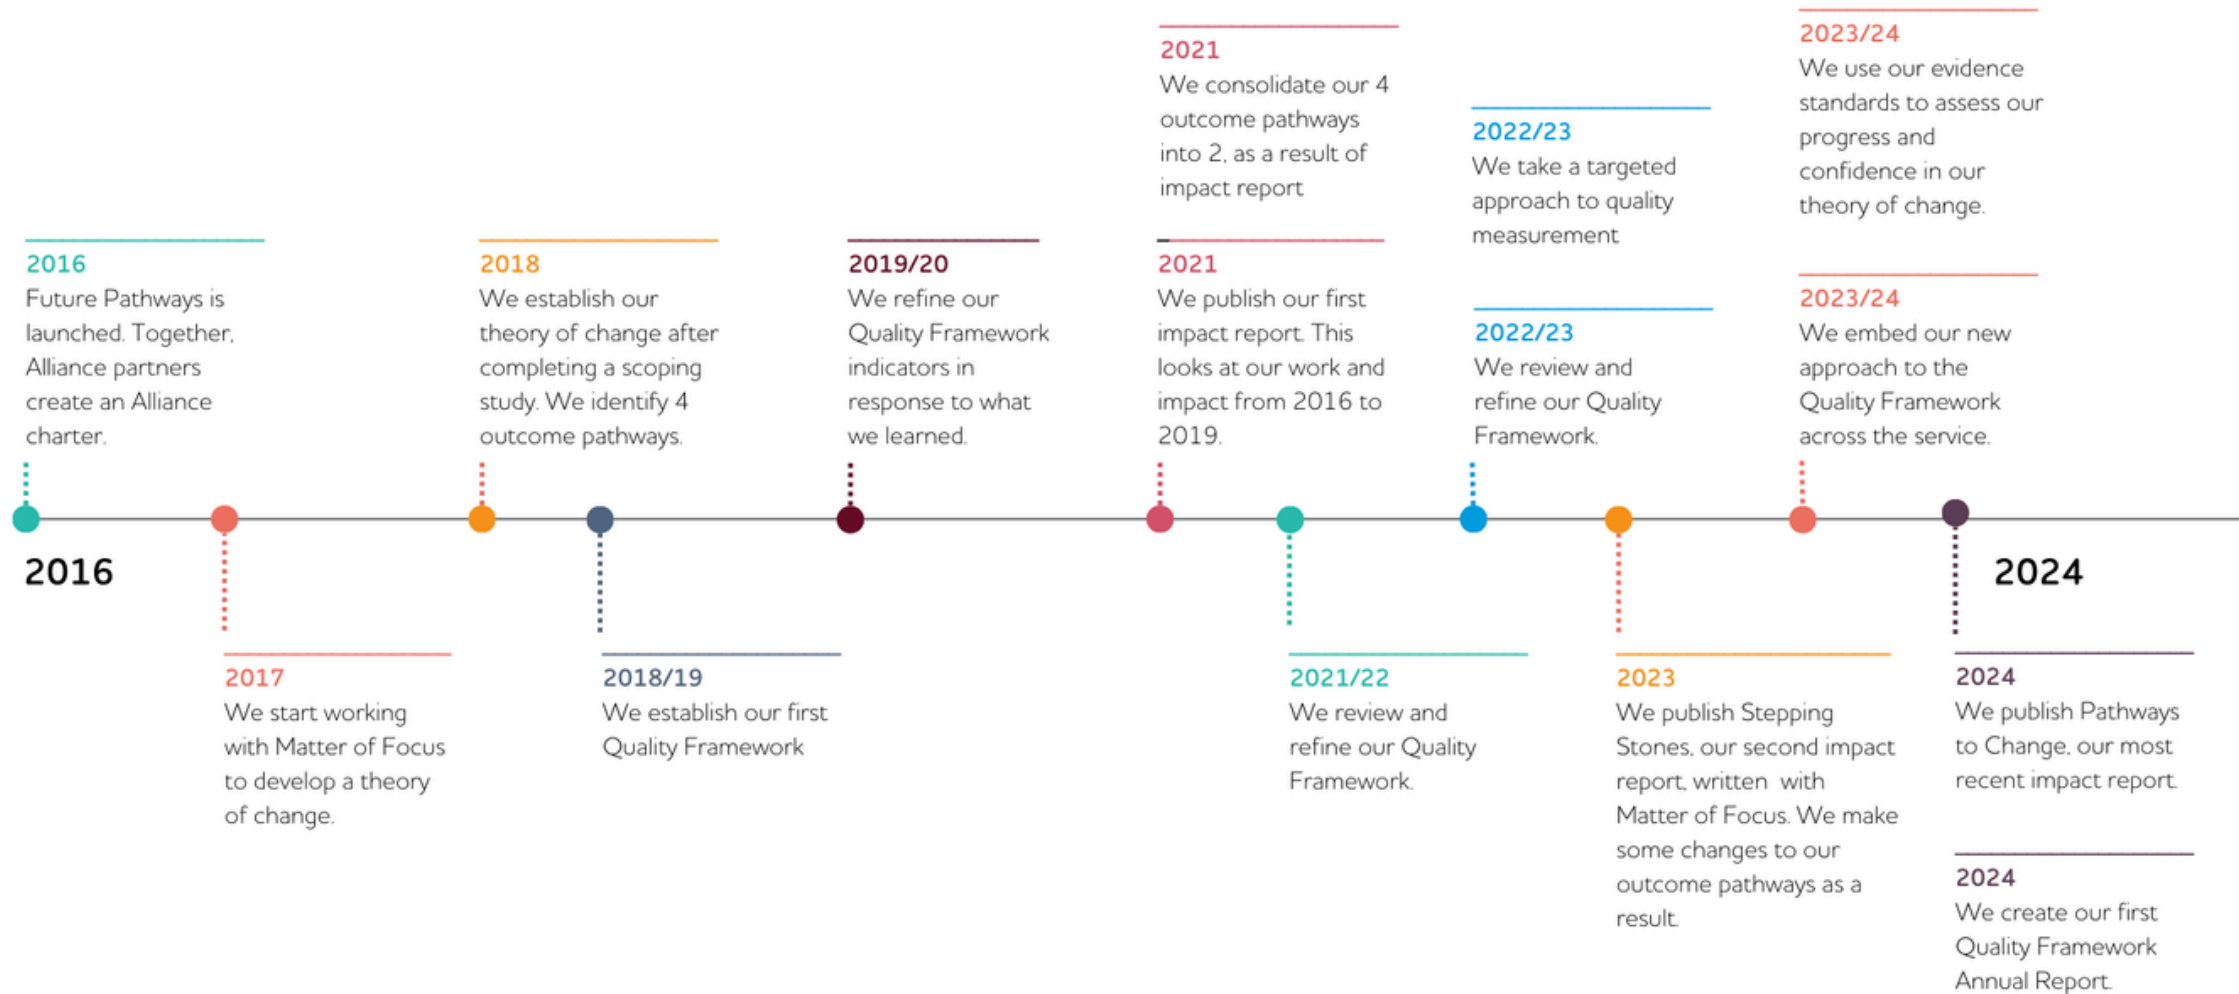 2016
Future Pathways is
launched. Together,
Alliance partners
create an Alliance
charter.
2017
We start working
with Matter of Focus
to develop a theory
of change.
2018
We establish our
theory of change after
completing a scoping
study. We identify 4
outcome pathways.
2018/19
We establish our first
Quality Framework
2019/20
We refine our
Quality Framework
indicators in
response to what
we learned.
2021
We consolidate our 4
outcome pathways
into 2, as a result of
impact report
2021
We publish our first
impact report. This
looks at our work and
impact from 2016 to
2019.
2021/22
We review and
refine our Quality
Framework.
2022/23
We take a targeted
approach to quality
measurement
2022/23
We review and
refine our Quality
Framework.
2023
We publish Stepping
Stones, our second impact
report, written  with
Matter of Focus. We make
some changes to our
outcome pathways as a
result.
2023/24
We use our evidence
standards to assess our
progress and
confidence in our
theory of change.
2023/24
We embed our new
approach to the
Quality Framework
across the service.
2024
We publish Pathways
to Change, our most
recent impact report.
2024
We create our first
Quality Framework
Annual Report.
2016
2024